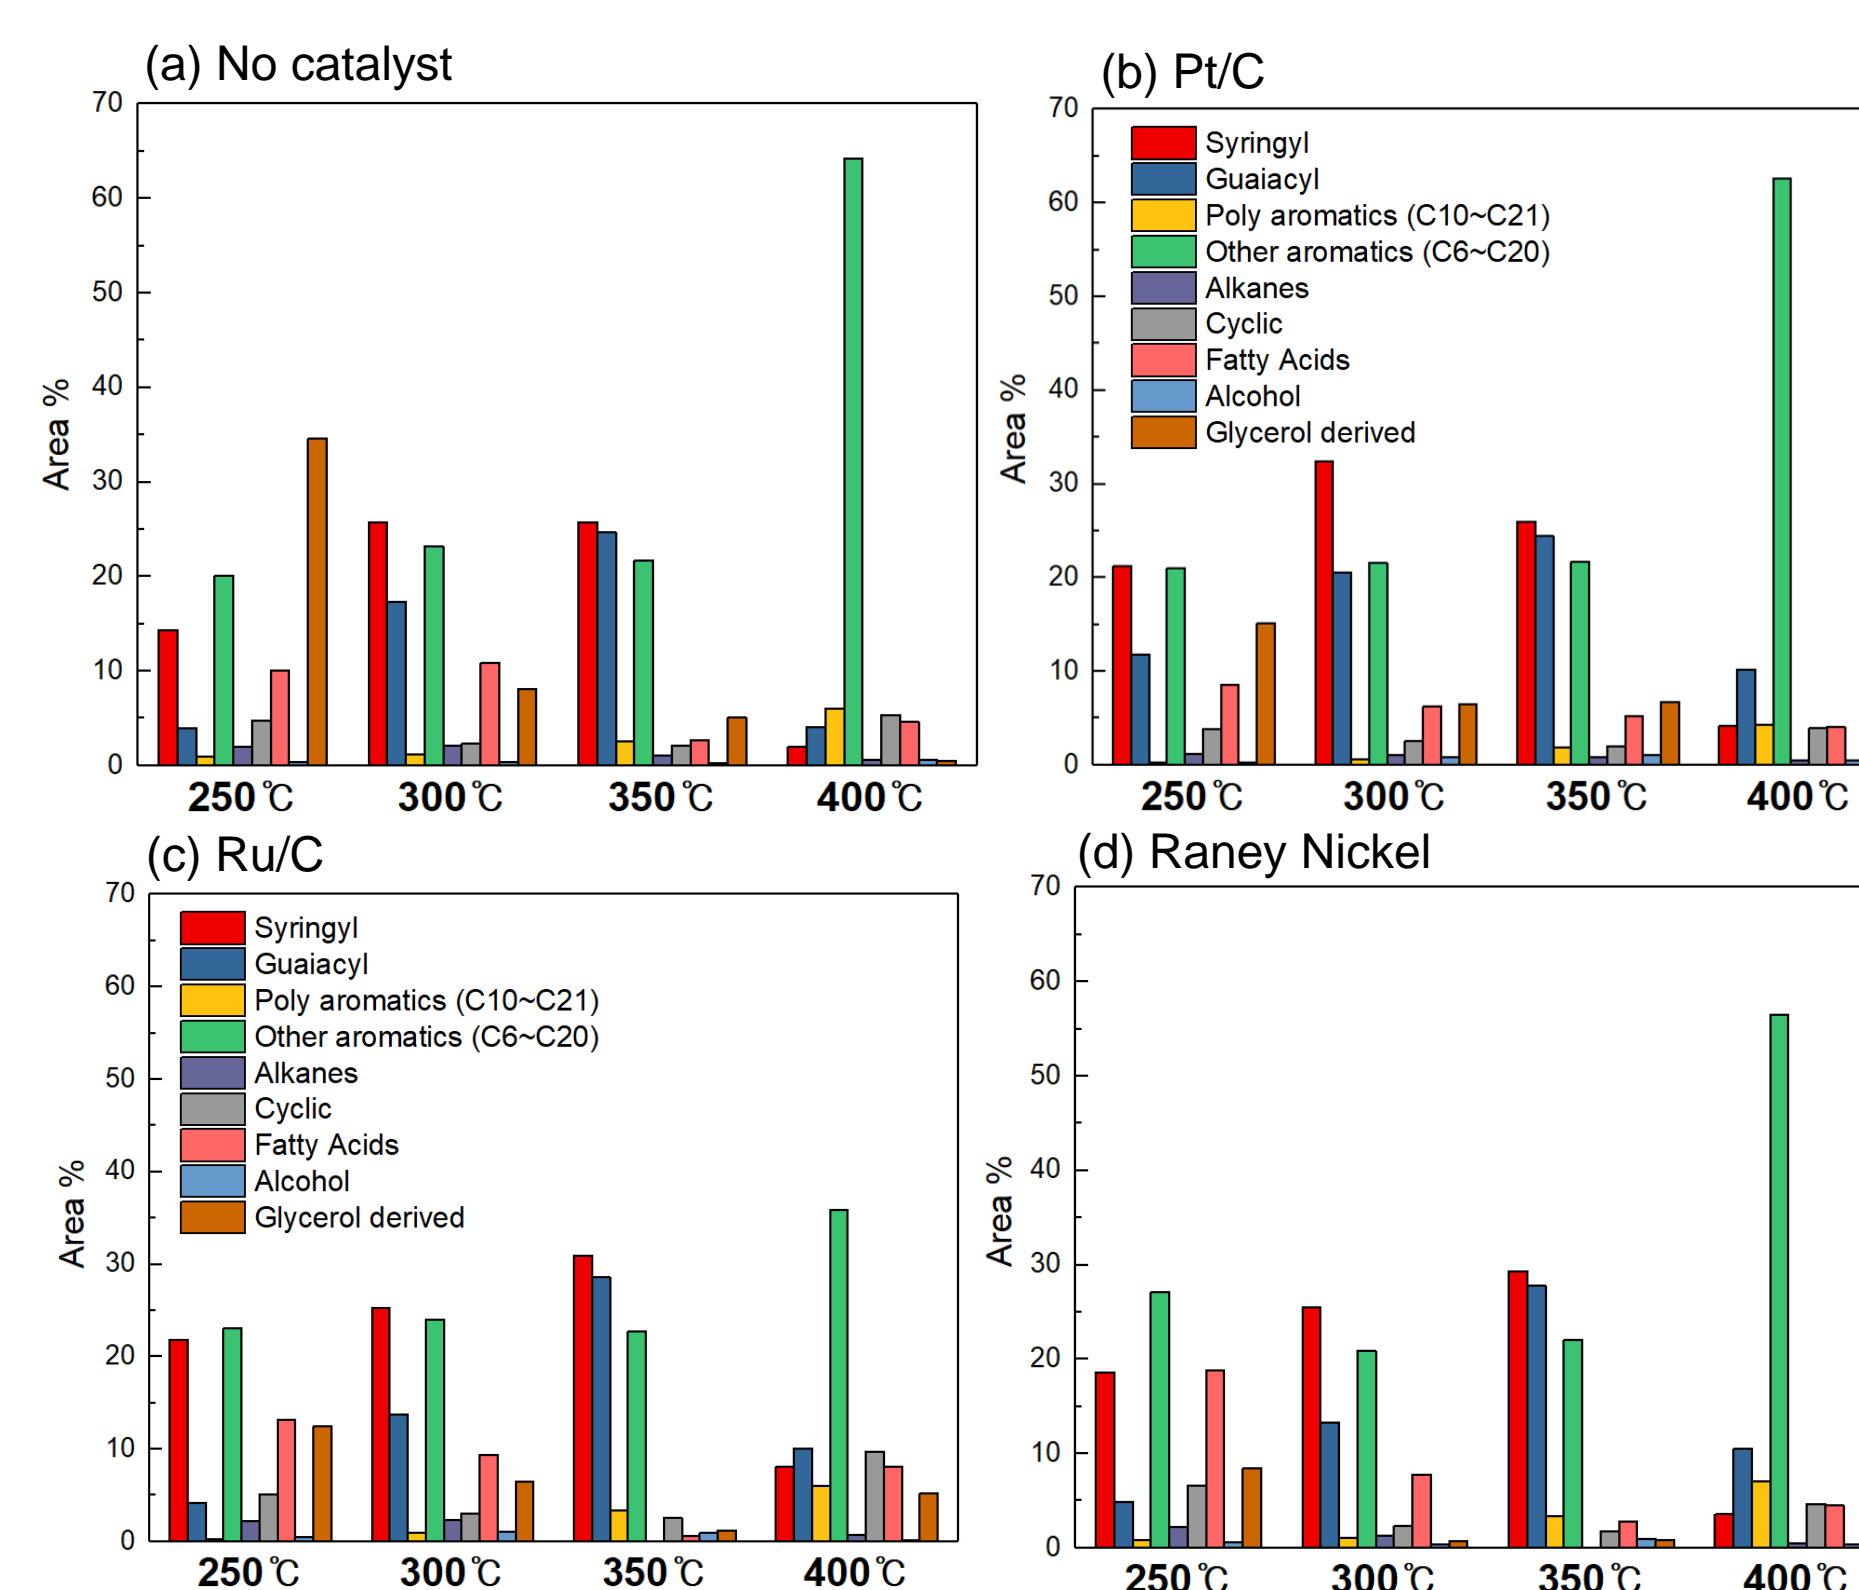 (a) No catalyst
70
60
50
40
30
20
10
0
Area %
250℃ 300℃ 350℃ 400℃
(b) Pt/C
70
60
50
40
30
20
10
0
Area %
Syringyl
Guaiacyl
Poly aromatics (C10~C21)
Other aromatics (C6~C20)
Alkanes
Cyclic
Fatty Acids
Alcohol
Glycerol derived
250℃ 300℃ 350℃ 400℃
(c) Ru/C
70
60
50
40
30
20
10
0
Area %
Syringyl
Guaiacyl
Poly aromatics (C10~C21)
Other aromatics (C6~C20)
Alkanes
Cyclic
Fatty Acids
Alcohol
Glycerol derived
250℃ 300℃ 350℃ 400℃
(d) Raney Nickel
70
60
50
40
30
20
10
0
Area %
250℃ 300℃ 350℃ 400℃